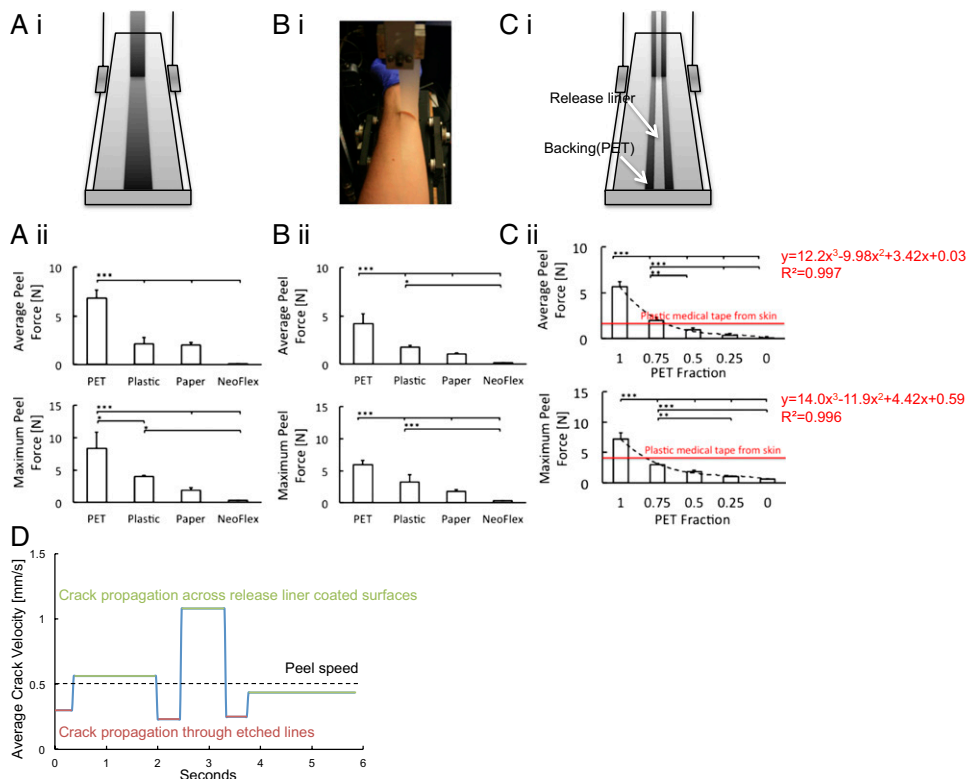 A i
B i
C i
Release liner
Backing(PET)
A ii
B ii
C ii
Average Peel
Force [N]
10
5
0
***
PET Plastic Paper NeoFlex
Maximum Peel
Force [N]
15
10
5
0
***
*
*
PET Plastic Paper NeoFlex
Average Peel
Force [N]
10
5
0
***
*
PET Plastic Paper NeoFlex
Maximum Peel
Force [N]
15
10
5
0
***
***
PET Plastic Paper NeoFlex
Average Peel
Force [N]
10
5
0
***
***
**
Plastic medical tape from skin
1 0.75 0.5 0.25 0
PET Fraction
y=12.2x³-9.98x²+3.42x+0.03
R²=0.997
Maximum Peel
Force [N]
15
10
5
0
***
***
**
Plastic medical tape from skin
1 0.75 0.5 0.25 0
PET Fraction
y=14.0x³-11.9x²+4.42x+0.59
R²=0.996
D
Average Crack Velocity [mm/s]
1.5
1
0.5
0
Crack propagation across release liner coated surfaces
Peel speed
Crack propagation through etched lines
0 1 2 3 4 5 6
Seconds